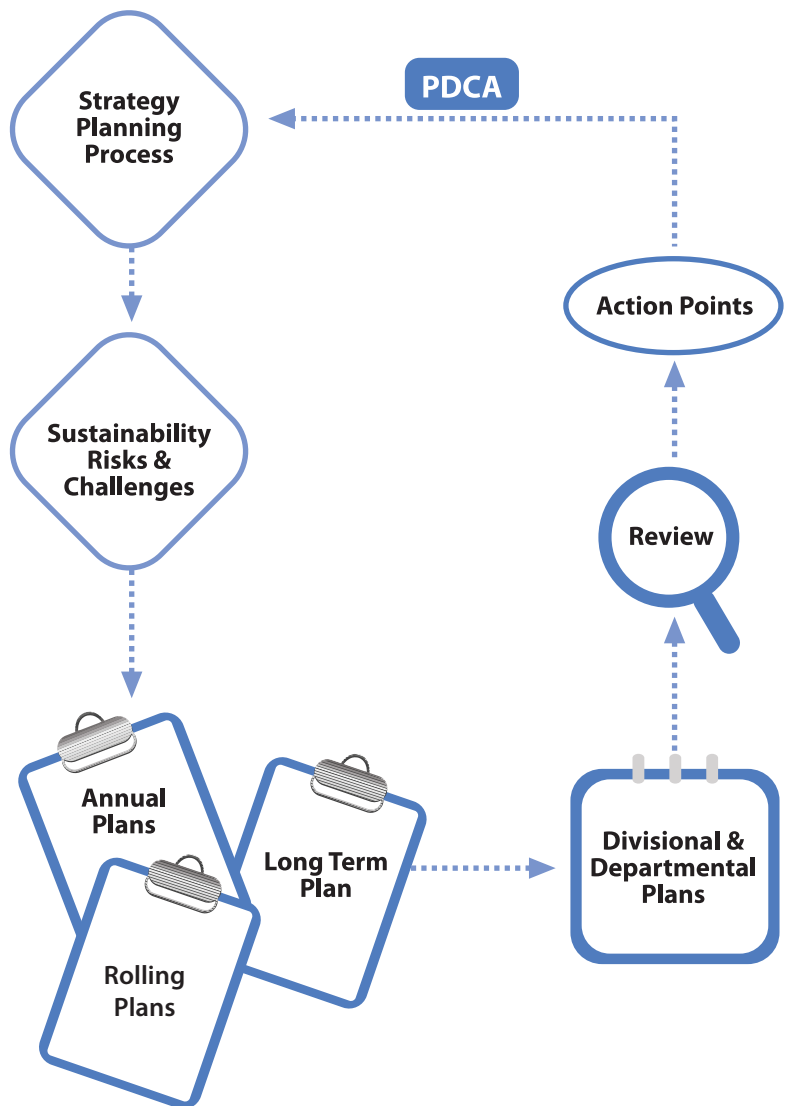 PDCA
Strategy
Planning
Process
Action Points
Sustainability
Risks &
Challenges
Review
Annual
Plans
Long Term
Plan
Rolling
Plans
Divisional &
Departmental
Plans